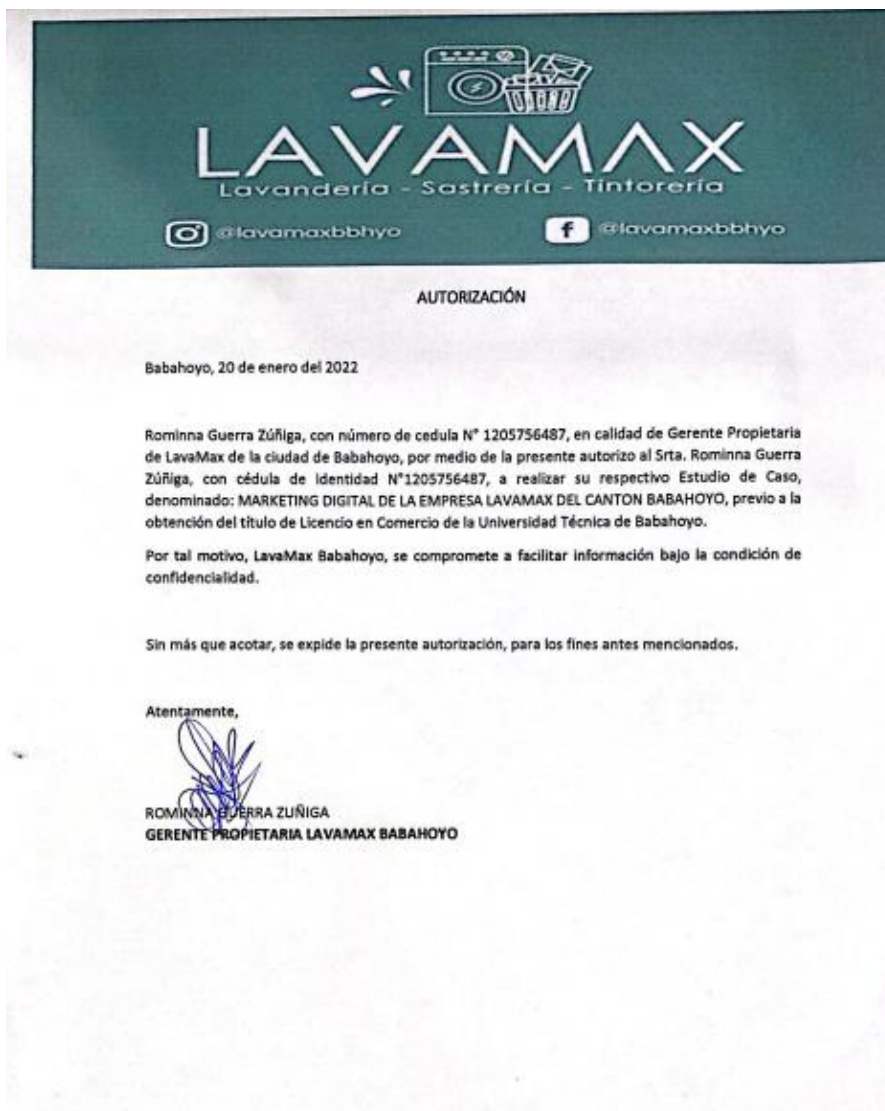 LAVAMAX
Lavandería - Sastrería - Tintorería
@lavamaxbbhyo @lavamaxbbhyo
AUTORIZACIÓN
Babahoyo, 20 de enero del 2022
Rominna Guerra Zúñiga, con número de cedula N° 1205756487, en calidad de Gerente Propietaria
de LavaMax de la ciudad de Babahoyo, por medio de la presente autorizo al Srta. Rominna Guerra
Zúñiga, con cédula de Identidad N°1205756487, a realizar su respectivo Estudio de Caso,
denominado: MARKETING DIGITAL DE LA EMPRESA LAVAMAX DEL CANTON BABAHOYO, previo a la
obtención del título de Licencio en Comercio de la Universidad Técnica de Babahoyo.
Por tal motivo, LavaMax Babahoyo, se compromete a facilitar información bajo la condición de
confidencialidad.
Sin más que acotar, se expide la presente autorización, para los fines antes mencionados.
Atentamente,
ROMINNA GUERRA ZUÑIGA
GERENTE PROPIETARIA LAVAMAX BABAHOYO